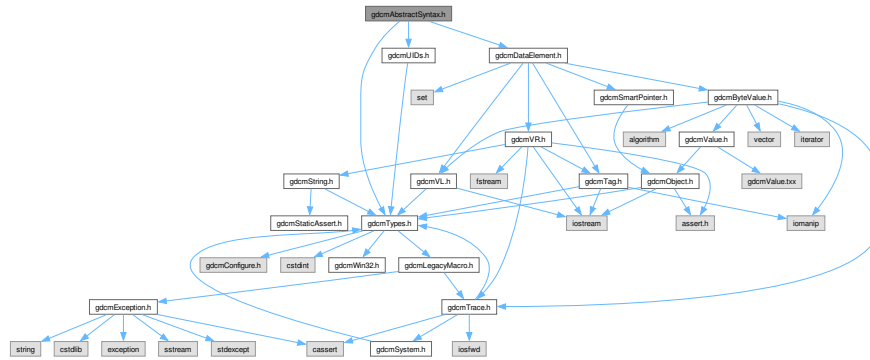 gdcmAbstractSyntax.h
gdcmUIDs.h
gdcmDataElement.h
set
gdcmSmartPointer.h
gdcmByteValue.h
gdcmVR.h
algorithm
gdcmValue.h
vector
iterator
gdcmString.h
gdcmVL.h
fstream
gdcmTag.h
gdcmObject.h
gdcmValue.txx
gdcmStaticAssert.h
gdcmTypes.h
iostream
assert.h
iomanip
gdcmConfigure.h
cstdint
gdcmWin32.h
gdcmLegacyMacro.h
gdcmException.h
gdcmTrace.h
string
cstdlib
exception
sstream
stdexcept
cassert
gdcmSystem.h
iosfwd